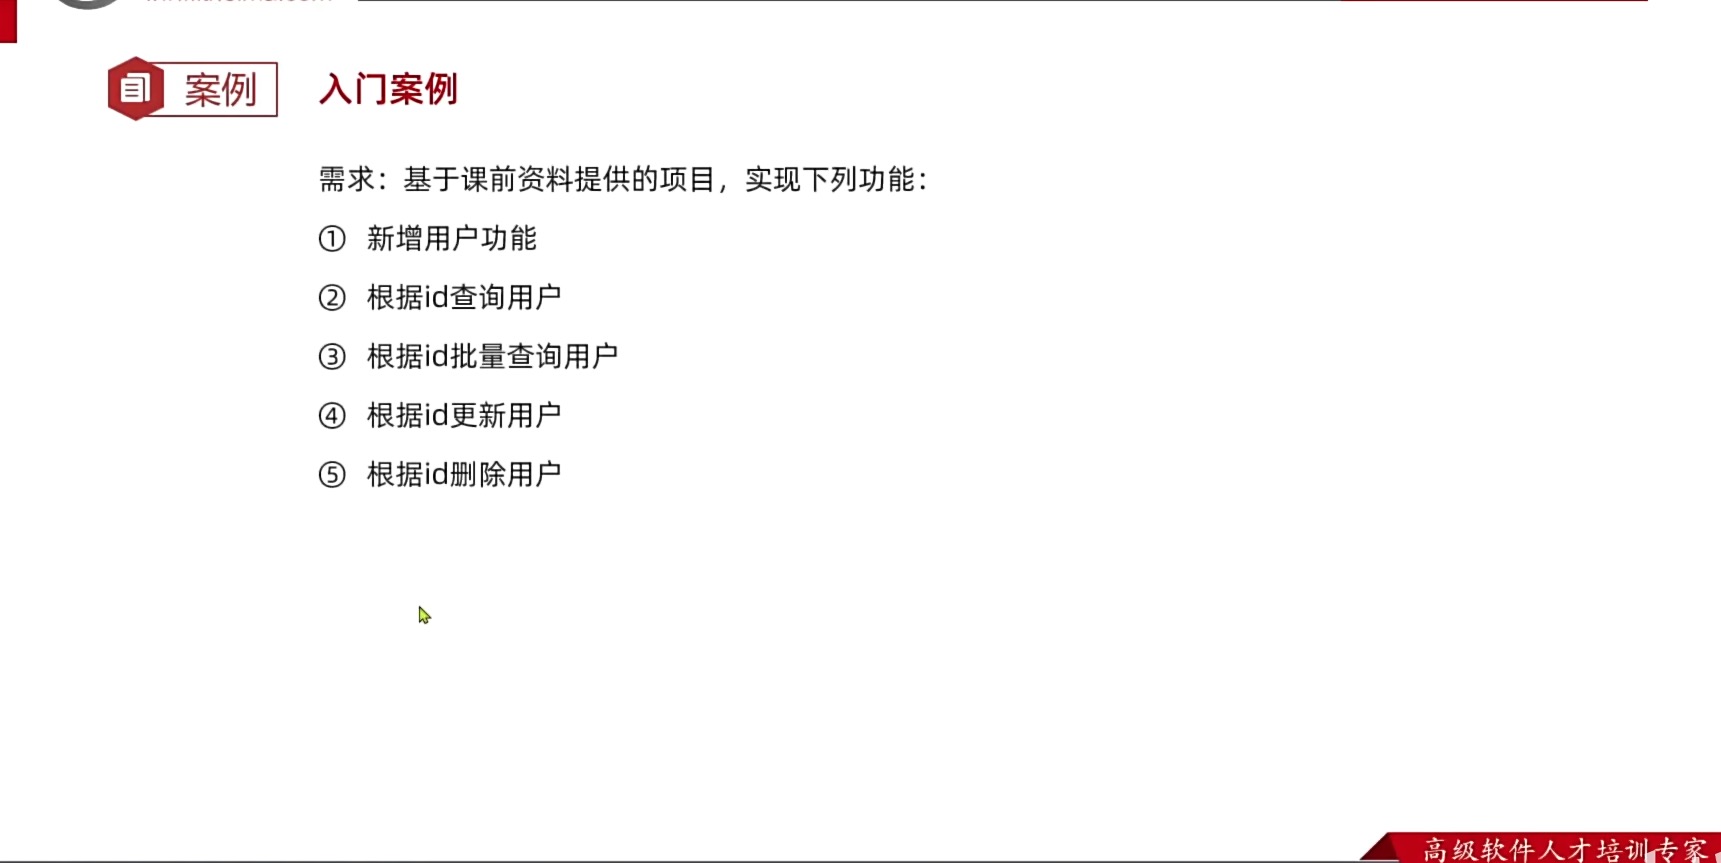 案例
入门案例
需求：基于课前资料提供的项目，实现下列功能：
① 新增用户功能
② 根据id查询用户
③ 根据id批量查询用户
④ 根据id更新用户
⑤ 根据id删除用户
高级软件人才培训专家